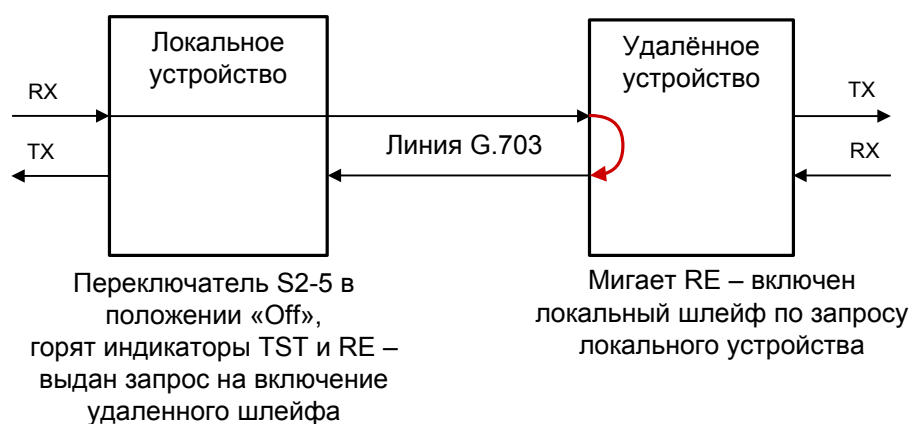 Локальное
устройство
Удалённое
устройство
RX
TX
TX
RX
Линия G.703
Переключатель S2-5 в
положении «Off»,
горят индикаторы TST и RE –
выдан запрос на включение
удаленного шлейфа
Мигает RE – включен
локальный шлейф по запросу
локального устройства